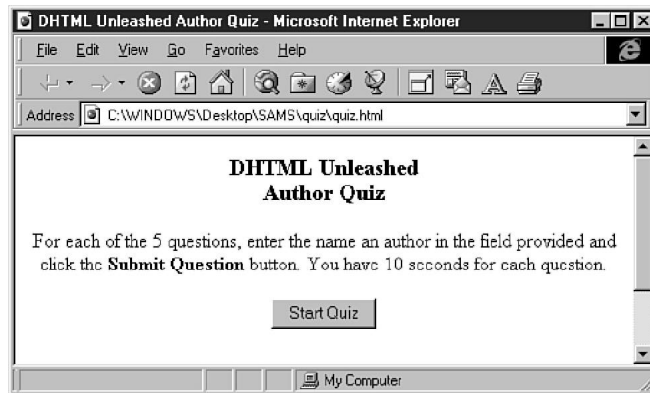 DHTML Unleashed Author Quiz - Microsoft Internet Explorer
File Edit View Go Favorites Help
Address C:\WINDOWS\Desktop\SAMS\quiz\quiz.html
DHTML Unleashed
Author Quiz
For each of the 5 questions, enter the name an author in the field provided and
click the Submit Question button. You have 10 seconds for each question.
Start Quiz
My Computer